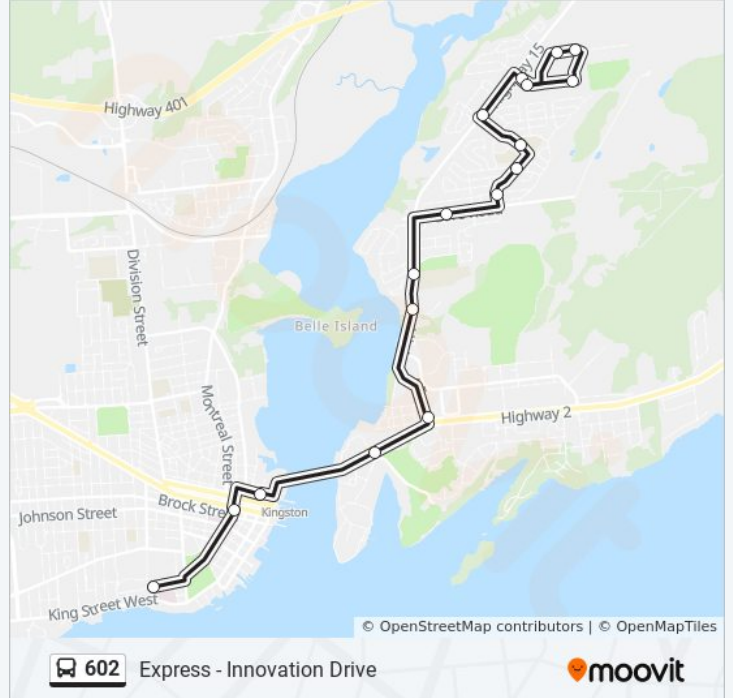 Highway 401
Division Street
Belle Island
Montreal Street
Highway 2
Brock Stre
Johnson Street
Kingston
King Street West
© OpenStreetMap contributors | © OpenMapTiles
602 Express - Innovation Drive
moovit